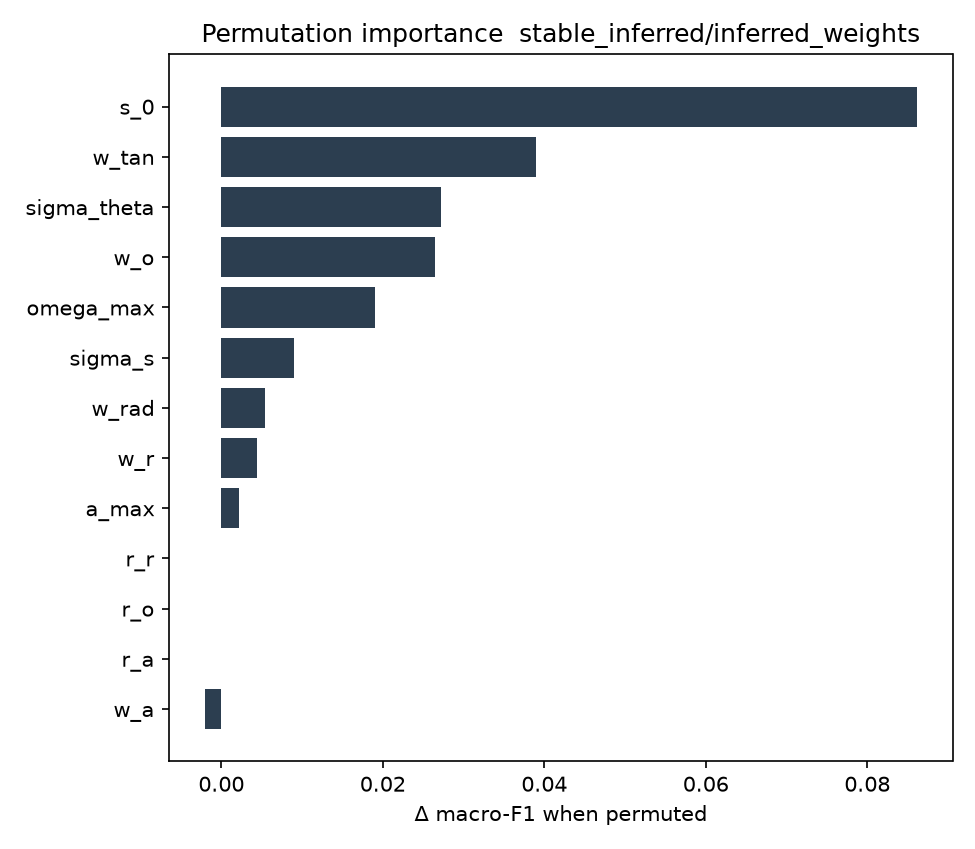 Permutation importance  stable_inferred/inferred_weights
s_0
w_tan
sigma_theta
w_o
omega_max
sigma_s
w_rad
w_r
a_max
r_r
r_o
r_a
w_a
0.00 0.02 0.04 0.06 0.08
Δ macro-F1 when permuted